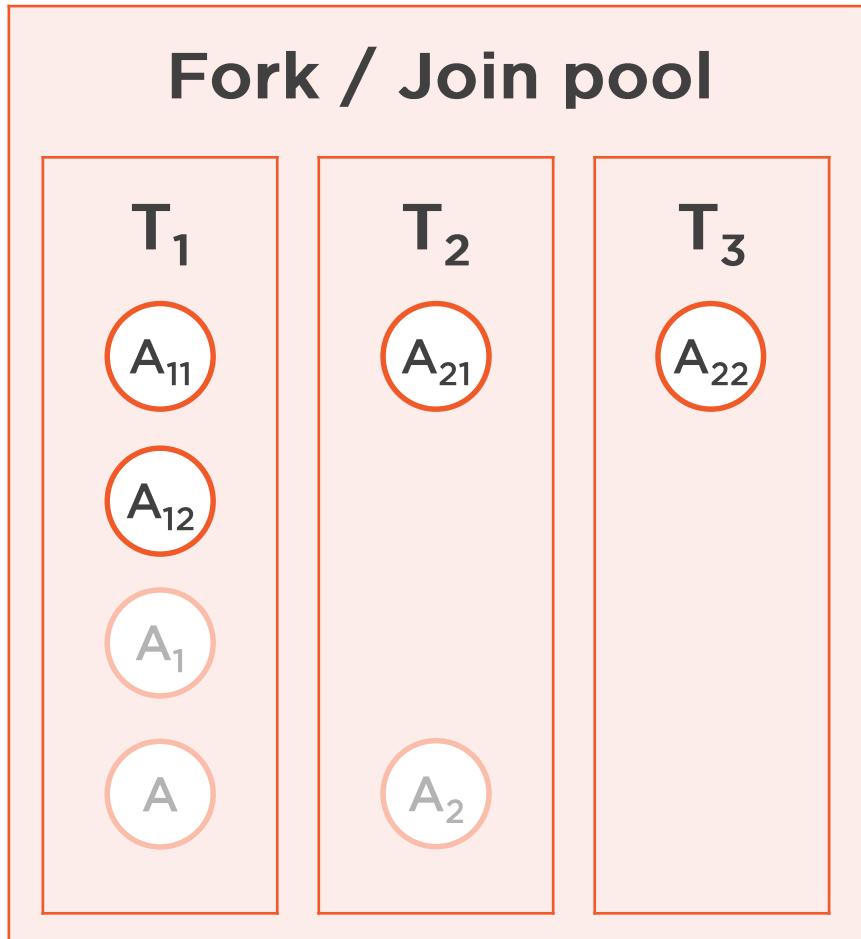 Fork / Join pool
T₁ T₂ T₃
A₁₁ A₂₁ A₂₂
A₁₂
A₁
A A₂